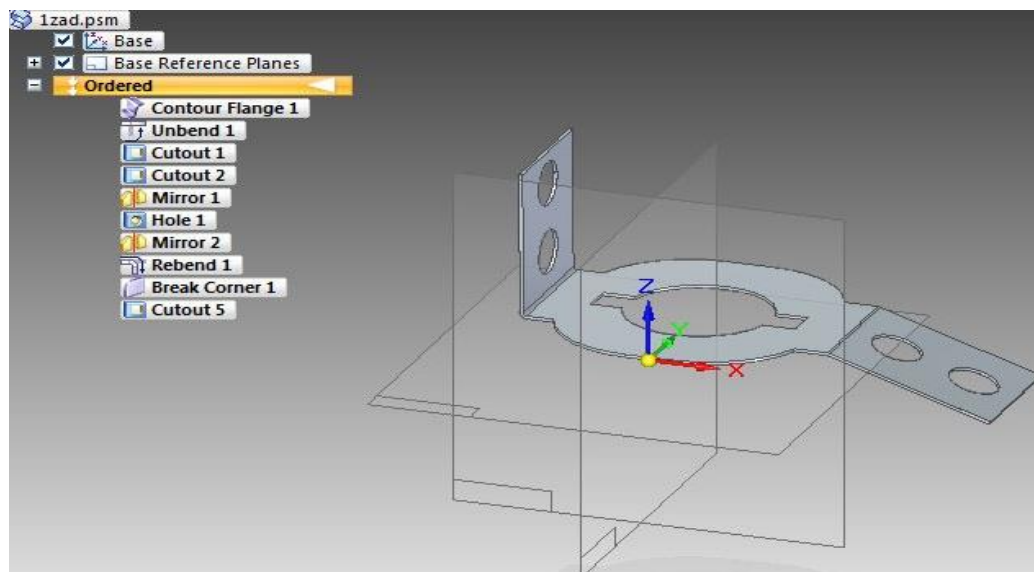 1zad.psm
Base
Base Reference Planes
Ordered
Contour Flange 1
Unbend 1
Cutout 1
Cutout 2
Mirror 1
Hole 1
Mirror 2
Rebend 1
Break Corner 1
Cutout 5
Z
Y
X